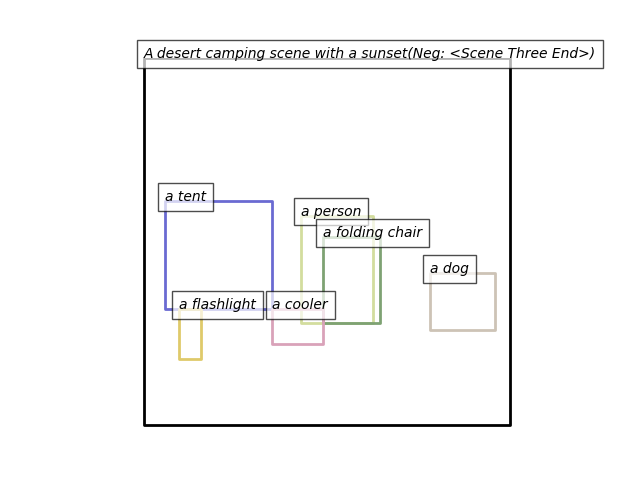 A desert camping scene with a sunset(Neg: <Scene Three End>)
a tent
a person
a folding chair
a dog
a flashlight
a cooler